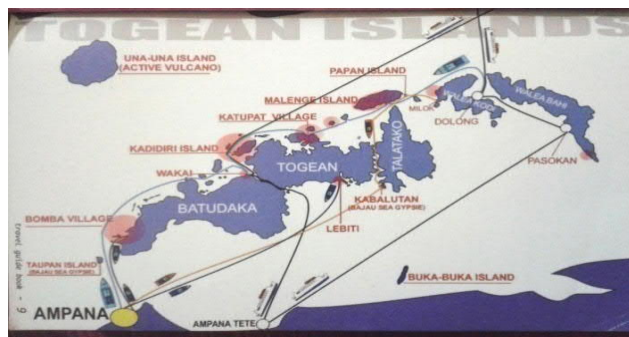 TOGEAN ISLANDS
UNA-UNA ISLAND
(ACTIVE VULCANO)
PAPAN ISLAND
MALENGE ISLAND
KATUPAT VILLAGE
KADIDIRI ISLAND
WAKAI
TOGEAN
BATUDAKA
TALATAKO
MILOK
WALEA KODI
DOLONG
WALEA BAHI
PASOKAN
KABALUTAN
(BAJAU SEA GYPSIE)
LEBITI
BOMBA VILLAGE
TAUPAN ISLAND
(BAJAU SEA GYPSIE)
BUKA-BUKA ISLAND
AMPANA
AMPANA TETE
travel guide book - 9